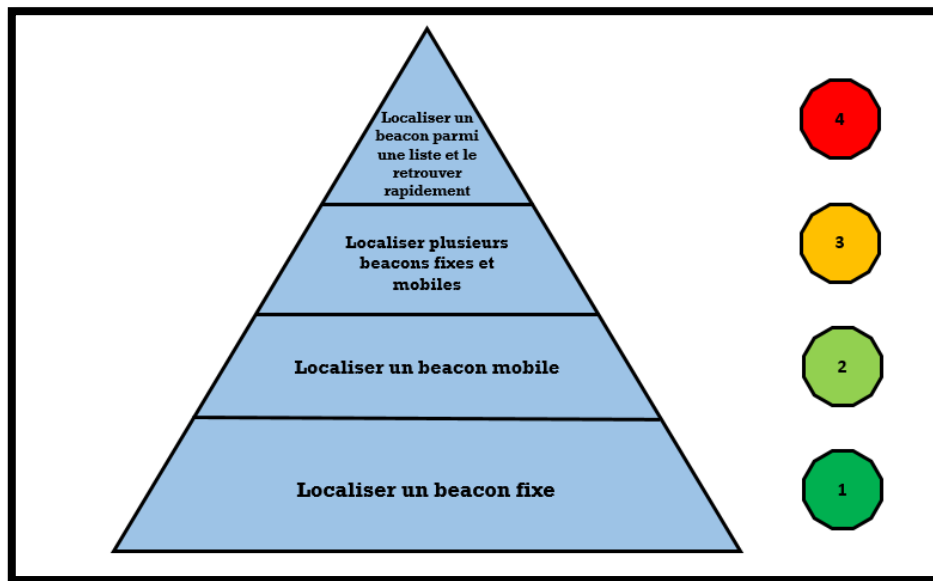 Localiser un
beacon parmi
une liste et le
retrouver
rapidement
4
Localiser plusieurs
beacons fixes et
mobiles
3
Localiser un beacon mobile
2
Localiser un beacon fixe
1